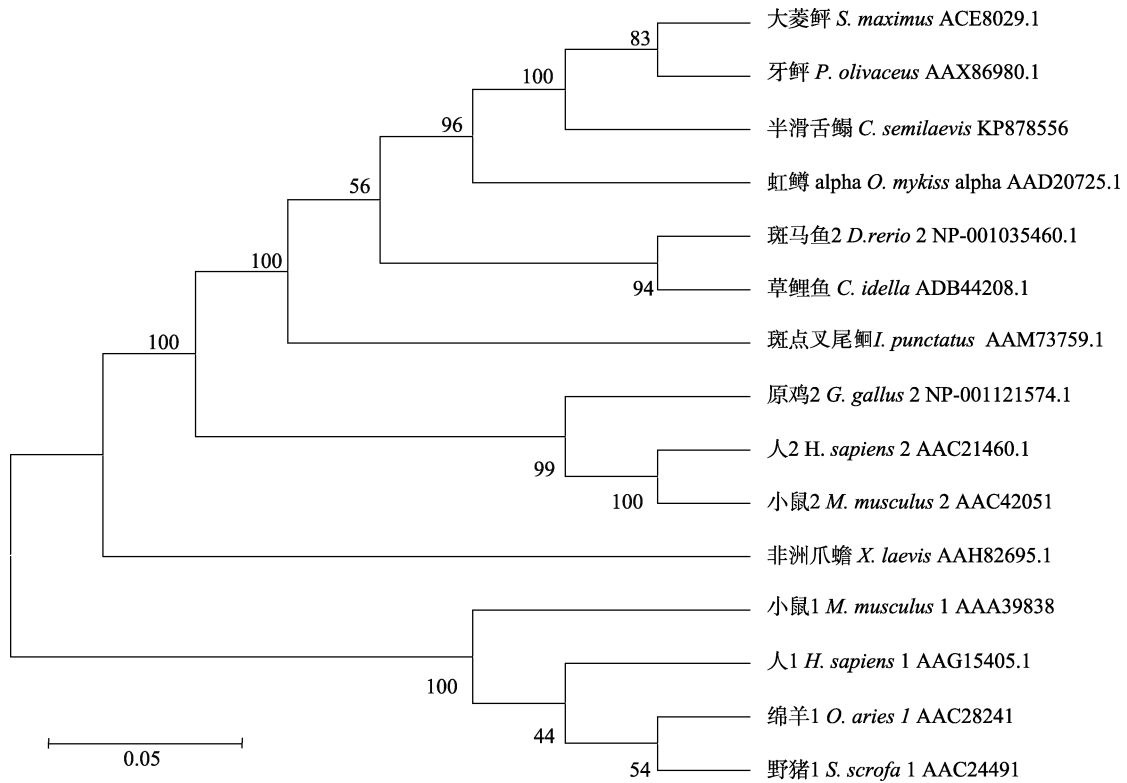 大菱鲆 S. maximus ACE8029.1
83
牙鲆 P. olivaceus AAX86980.1
100
96
半滑舌鳎 C. semilaevis KP878556
虹鳟 alpha O. mykiss alpha AAD20725.1
56
斑马鱼2 D.rerio 2 NP-001035460.1
100
94
草鲤鱼 C. idella ADB44208.1
100
斑点叉尾鮰I. punctatus AAM73759.1
原鸡2 G. gallus 2 NP-001121574.1
人2 H. sapiens 2 AAC21460.1
99
100
小鼠2 M. musculus 2 AAC42051
非洲爪蟾 X. laevis AAH82695.1
小鼠1 M. musculus 1 AAA39838
人1 H. sapiens 1 AAG15405.1
100
绵羊1 O. aries 1 AAC28241
44
0.05
54
野猪1 S. scrofa 1 AAC24491